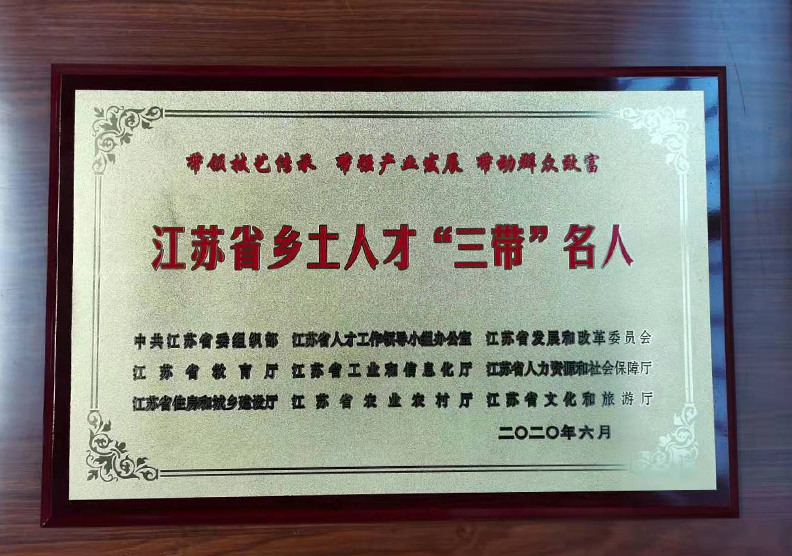 带领技艺传承 带强产业发展 带动群众致富
江苏省乡土人才“三带”名人
中共江苏省委组织部 江苏省人才工作领导小组办公室 江苏省发展和改革委员会
江苏省教育厅 江苏省工业和信息化厅 江苏省人力资源和社会保障厅
江苏省住房和城乡建设厅 江苏省农业农村厅 江苏省文化和旅游厅
二〇二〇年六月